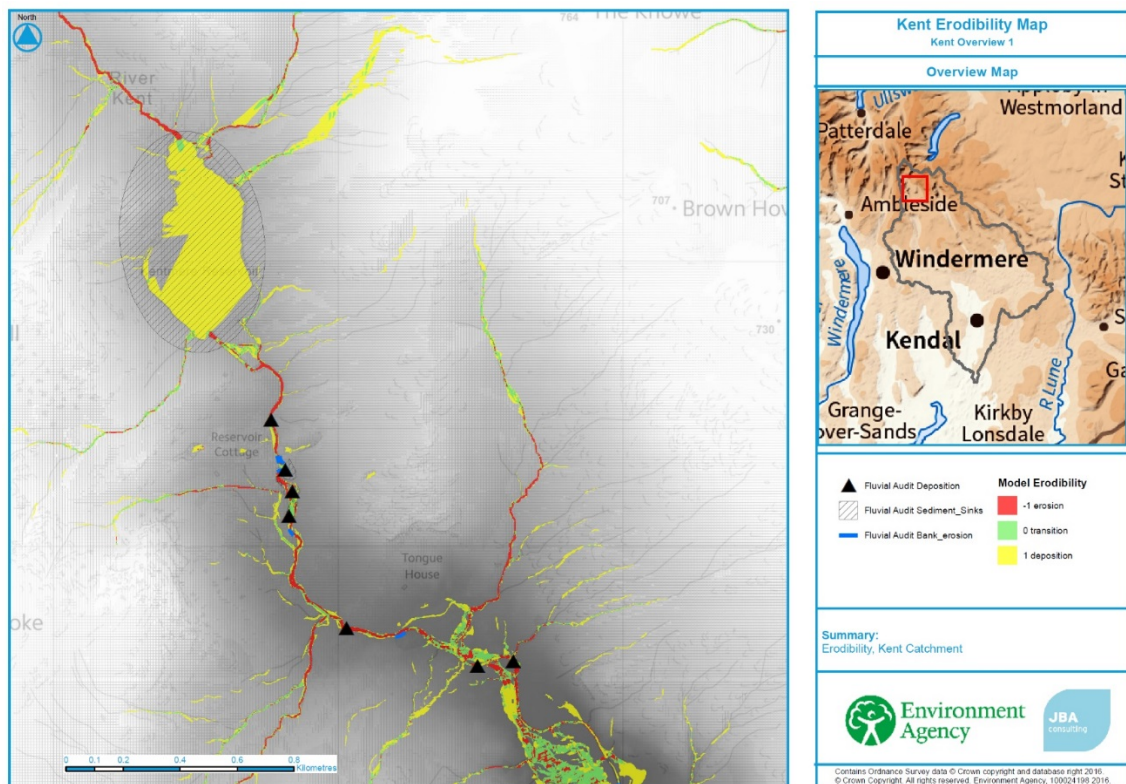 North
764
The Knowe
River
Kent
707
Brown How
730
Reservoir
Cottage
Tongue
House
oke
0 0.1 0.2 0.4 0.6 0.8
Kilometres
Kent Erodibility Map
Kent Overview 1
Overview Map
Ullsw
Appleby-in-
Westmorland
Patterdale
K
St
Ambleside
Windermere
Windermere
Kendal
R Lune
S
Ga
Grange-
over-Sands
Kirkby
Lonsdale
Fluvial Audit Deposition
Fluvial Audit Sediment_Sinks
Fluvial Audit Bank_erosion
Model Erodibility
-1 erosion
0 transition
1 deposition
Summary:
Erodibility, Kent Catchment
Environment
Agency
JBA
consulting
Contains Ordnance Survey data © Crown copyright and database right 2016.
© Crown Copyright. All rights reserved. Environment Agency, 100024198 2016.